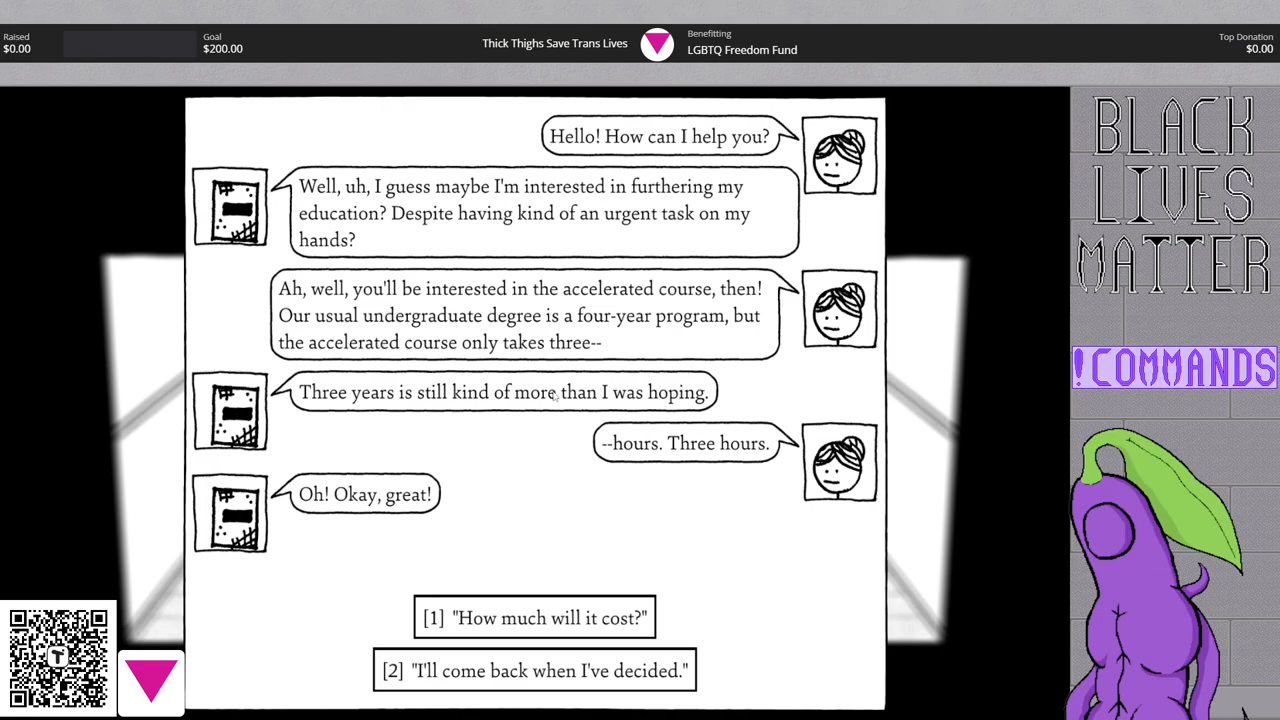 Raised
$0.00
Goal
$200.00
Thick Thighs Save Trans Lives
Benefitting
LGBTQ Freedom Fund
Top Donation
$0.00
Hello! How can I help you?
Well, uh, I guess maybe I'm interested in furthering my
education? Despite having kind of an urgent task on my
hands?
Ah, well, you'll be interested in the accelerated course, then!
Our usual undergraduate degree is a four-year program, but
the accelerated course only takes three--
Three years is still kind of more than I was hoping.
--hours. Three hours.
Oh! Okay, great!
[1] "How much will it cost?"
[2] "I'll come back when I've decided."
BLACK
LIVES
MATTER
!COMMANDS
T